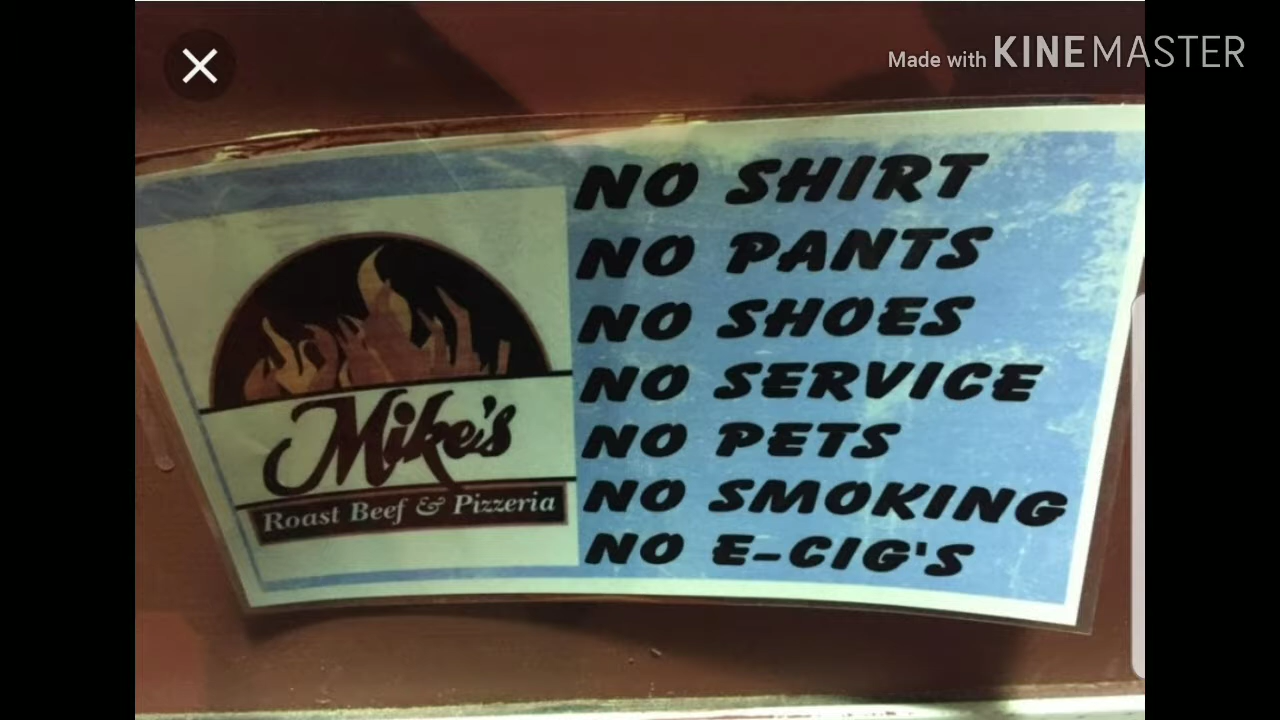 Made with KINEMASTER
NO SHIRT
NO PANTS
NO SHOES
NO SERVICE
NO PETS
NO SMOKING
NO E-CIG'S
Mike's
Roast Beef & Pizzeria